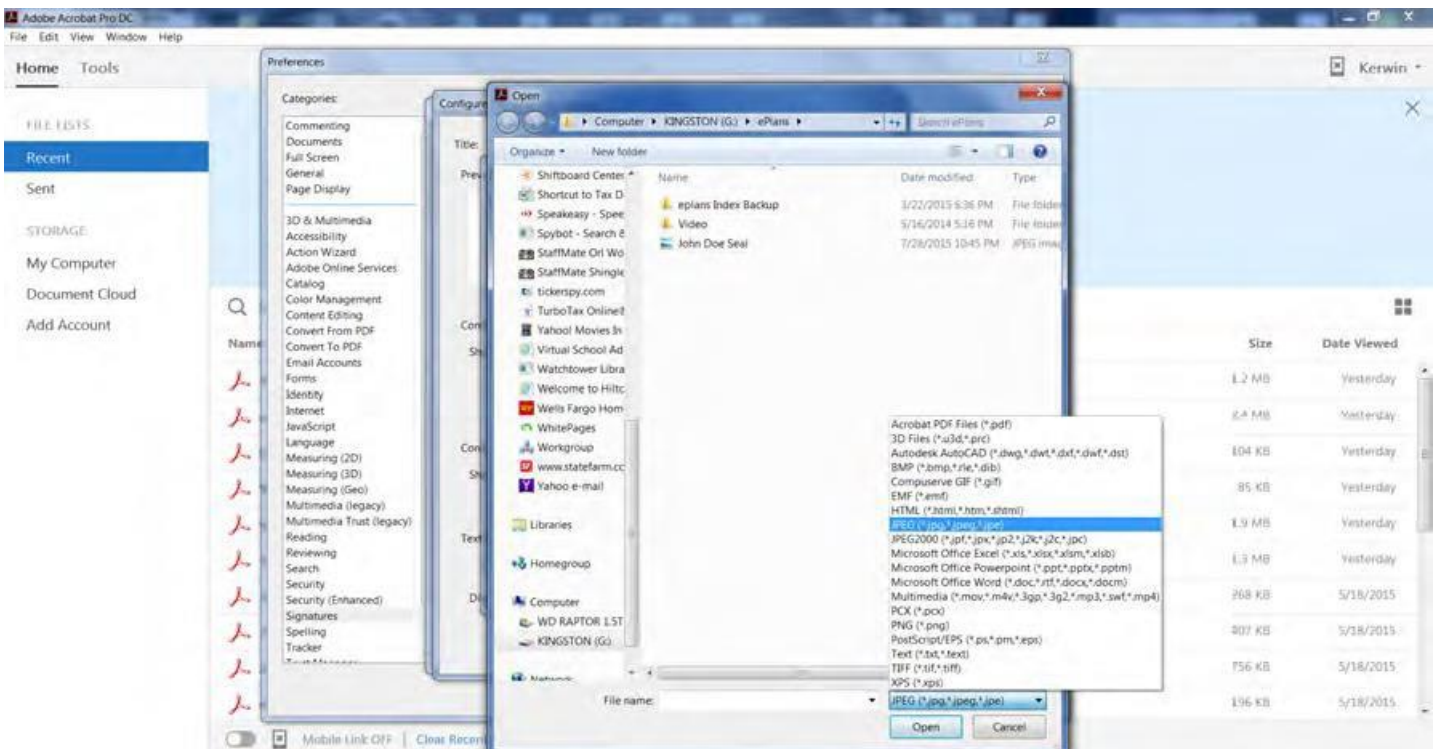 Adobe Acrobat Pro DC
File Edit View Window Help
Home Tools
Kerwin
FILE LISTS
Recent
Sent
STORAGE
My Computer
Document Cloud
Add Account
Preferences
Categories:
Commenting
Documents
Full Screen
General
Page Display
3D & Multimedia
Accessibility
Action Wizard
Adobe Online Services
Catalog
Color Management
Content Editing
Convert From PDF
Convert To PDF
Email Accounts
Forms
Identity
Internet
JavaScript
Language
Measuring (2D)
Measuring (3D)
Measuring (Geo)
Multimedia (legacy)
Multimedia Trust (legacy)
Reading
Reviewing
Search
Security
Security (Enhanced)
Signatures
Spelling
Tracker
Configure
Title:
Prev
Open
Computer KINGSTON (G:) ePlans
Search ePlans
Organize New folder
Shiftboard Center
Shortcut to Tax D
Speakeasy - Spee
Spybot - Search &
StaffMate Orl Wo
StaffMate Shingle
tickerspy.com
TurboTax Online
Yahoo! Movies In
Virtual School Ad
Watchtower Libra
Welcome to Hiltc
Wells Fargo Hom
WhitePages
Workgroup
www.statefarm.cc
Yahoo e-mail
Libraries
Homegroup
Computer
WD RAPTOR 1.5T
KINGSTON (G:)
Network
Name Date modified Type
eplans Index Backup 3/22/2015 6:36 PM File folder
Video 5/16/2014 5:16 PM File folder
John Doe Seal 7/28/2015 10:45 PM JPEG imag
Acrobat PDF Files (*.pdf)
3D Files (*.u3d,*.prc)
Autodesk AutoCAD (*.dwg,*.dwt,*.dxf,*.dwf,*.dst)
BMP (*.bmp,*.rle,*.dib)
Compuserve GIF (*.gif)
EMF (*.emf)
HTML (*.html,*.htm,*.shtml)
JPEG (*.jpg,*.jpeg,*.jpe)
JPEG2000 (*.jpf,*.jpx,*.jp2,*.j2k,*.j2c,*.jpc)
Microsoft Office Excel (*.xls,*.xlsx,*.xlsm,*.xlsb)
Microsoft Office Powerpoint (*.ppt,*.pptx,*.pptm)
Microsoft Office Word (*.doc,*.rtf,*.docx,*.docm)
Multimedia (*.mov,*.m4v,*.3gp,*.3g2,*.mp3,*.swf,*.mp4)
PCX (*.pcx)
PNG (*.png)
PostScript/EPS (*.ps,*.prn,*.eps)
Text (*.txt,*.text)
TIFF (*.tif,*.tiff)
XPS (*.xps)
File name: JPEG (*.jpg,*.jpeg,*.jpe)
Open Cancel
Name Size Date Viewed
1.2 MB Yesterday
2.4 MB Yesterday
104 KB Yesterday
85 KB Yesterday
1.9 MB Yesterday
1.3 MB Yesterday
268 KB 5/18/2015
407 KB 5/18/2015
756 KB 5/18/2015
196 KB 5/18/2015
Mobile Link OFF Clear Recen